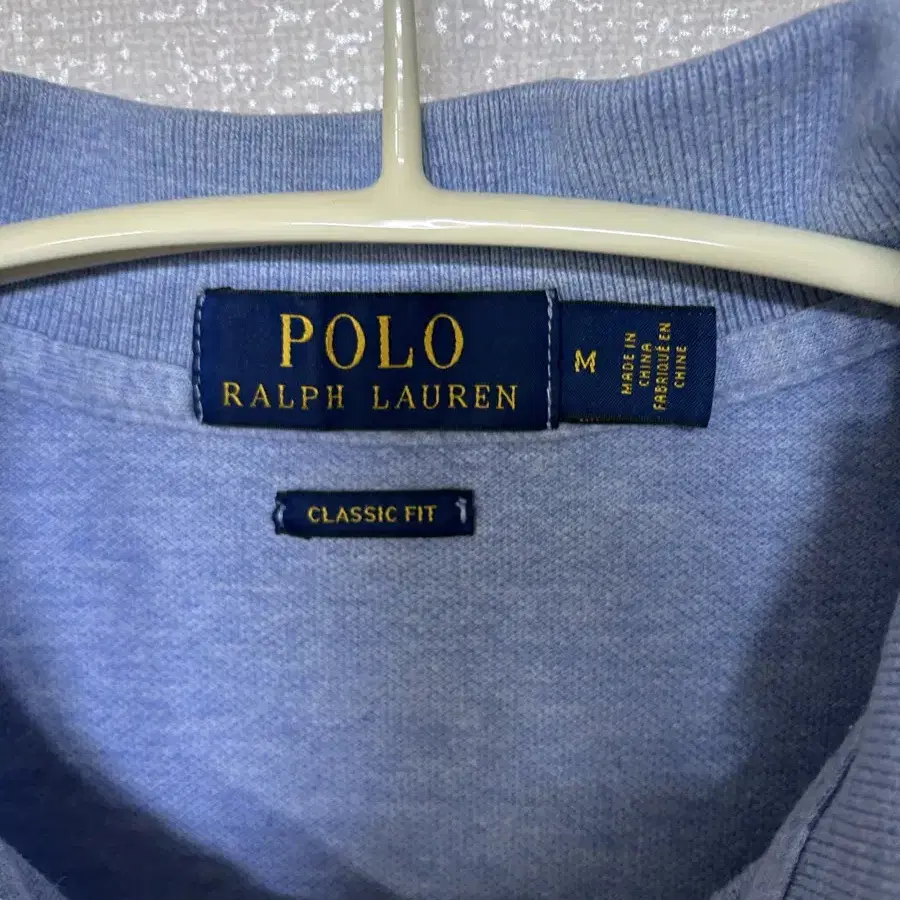 POLO
RALPH LAUREN
M
MADE IN
CHINA
FABRIQUÉ EN
CHINE
CLASSIC FIT